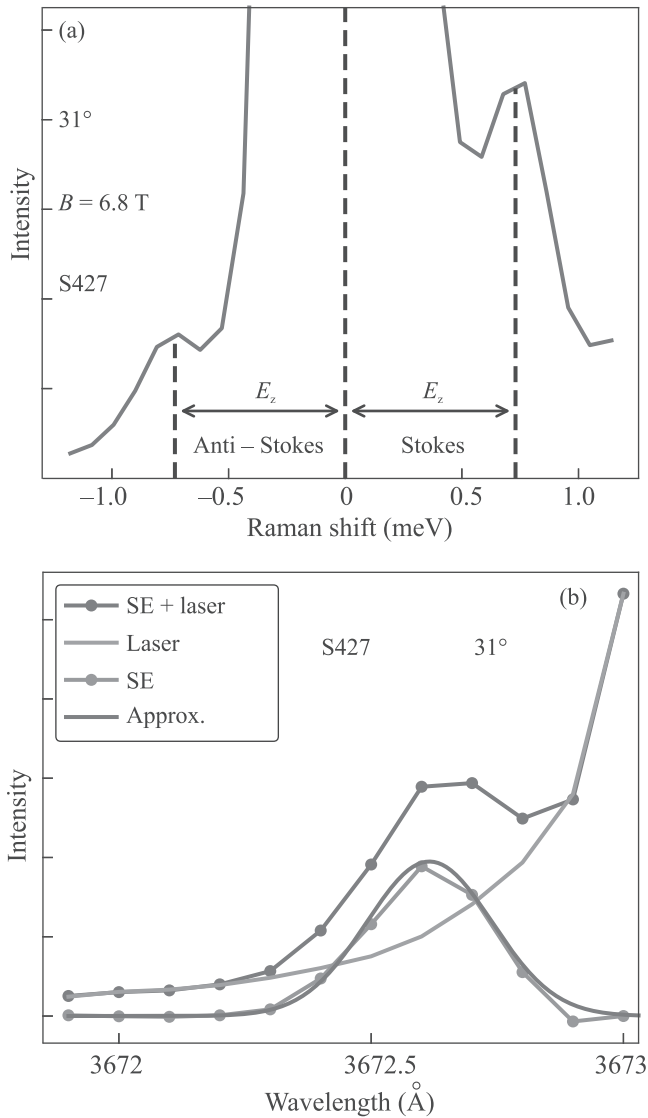 (a)
31°
B = 6.8 T
S427
Intensity
E_z E_z
Anti – Stokes Stokes
–1.0 –0.5 0 0.5 1.0
Raman shift (meV)
(b)
SE + laser
Laser
SE
Approx.
S427 31°
Intensity
3672 3672.5 3673
Wavelength (Å)